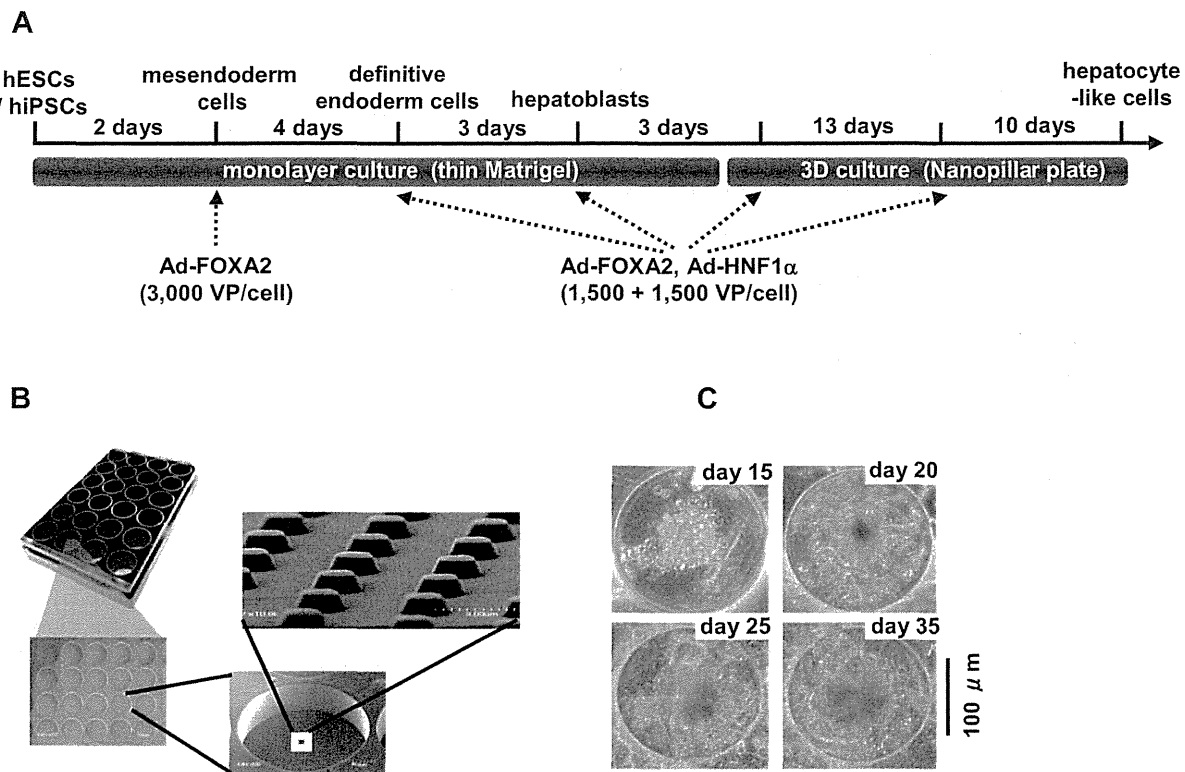 A
hESCs
/ hiPSCs
mesendoderm
cells
definitive
endoderm cells
hepatoblasts
hepatocyte
-like cells
2 days
4 days
3 days
3 days
13 days
10 days
monolayer culture (thin Matrigel)
3D culture (Nanopillar plate)
Ad-FOXA2
(3,000 VP/cell)
Ad-FOXA2, Ad-HNF1α
(1,500 + 1,500 VP/cell)
B
C
day 15
day 20
day 25
day 35
100 μm